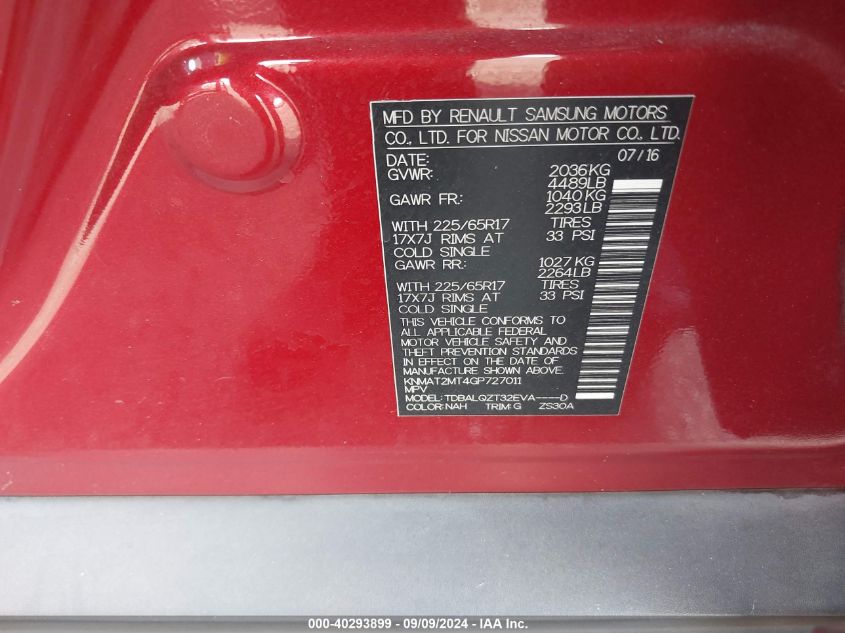 MFD BY RENAULT SAMSUNG MOTORS
CO., LTD. FOR NISSAN MOTOR CO. LTD.
DATE: 07/16
GVWR: 2036KG
4489LB
GAWR FR: 1040KG
2293LB
WITH 225/65R17 TIRES
17X7J RIMS AT 33 PSI
COLD SINGLE
GAWR RR: 1027KG
2264LB
WITH 225/65R17 TIRES
17X7J RIMS AT 33 PSI
COLD SINGLE
THIS VEHICLE CONFORMS TO
ALL APPLICABLE FEDERAL
MOTOR VEHICLE SAFETY AND
THEFT PREVENTION STANDARDS
IN EFFECT ON THE DATE OF
MANUFACTURE SHOWN ABOVE.
KNMAT2MT4GP727011
MPV
MODEL: TDBALQZT32EVA----D
COLOR: NAH TRIM: G ZS30A
000-40293899 - 09/09/2024 - IAA Inc.